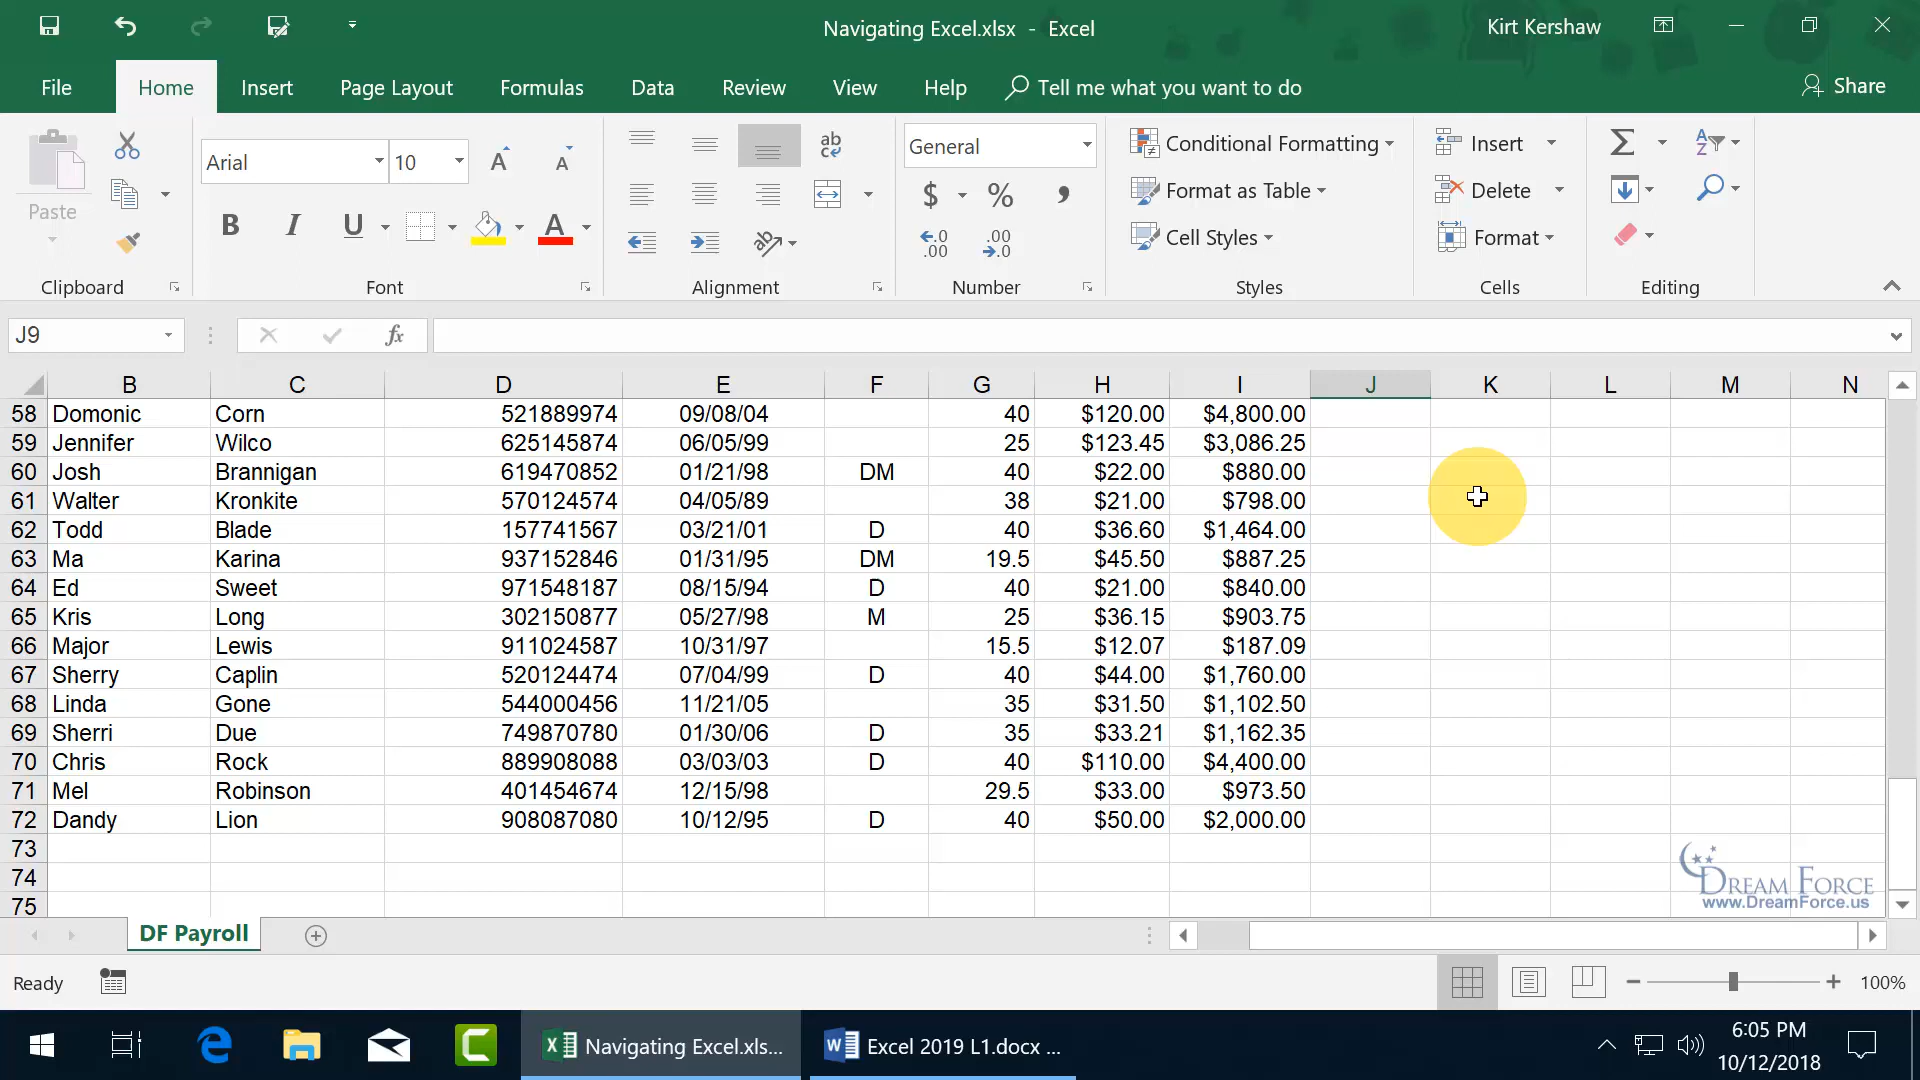 Navigating Excel.xlsx - Excel
Kirt Kershaw
File Home Insert Page Layout Formulas Data Review View Help Tell me what you want to do Share
Paste
Arial 10
B I U A
ab c
General
$ % ,
Conditional Formatting
Format as Table
Cell Styles
Insert
Delete
Format
Clipboard Font Alignment Number Styles Cells Editing
J9 fx
B C D E F G H I J K L M N
58 Domonic Corn 521889974 09/08/04 40 $120.00 $4,800.00
59 Jennifer Wilco 625145874 06/05/99 25 $123.45 $3,086.25
60 Josh Brannigan 619470852 01/21/98 DM 40 $22.00 $880.00
61 Walter Kronkite 570124574 04/05/89 38 $21.00 $798.00
62 Todd Blade 157741567 03/21/01 D 40 $36.60 $1,464.00
63 Ma Karina 937152846 01/31/95 DM 19.5 $45.50 $887.25
64 Ed Sweet 971548187 08/15/94 D 40 $21.00 $840.00
65 Kris Long 302150877 05/27/98 M 25 $36.15 $903.75
66 Major Lewis 911024587 10/31/97 15.5 $12.07 $187.09
67 Sherry Caplin 520124474 07/04/99 D 40 $44.00 $1,760.00
68 Linda Gone 544000456 11/21/05 35 $31.50 $1,102.50
69 Sherri Due 749870780 01/30/06 D 35 $33.21 $1,162.35
70 Chris Rock 889908088 03/03/03 D 40 $110.00 $4,400.00
71 Mel Robinson 401454674 12/15/98 29.5 $33.00 $973.50
72 Dandy Lion 908087080 10/12/95 D 40 $50.00 $2,000.00
73
74
75
Dream Force
www.DreamForce.us
DF Payroll
Ready
100%
Navigating Excel.xls...
Excel 2019 L1.docx ...
6:05 PM
10/12/2018